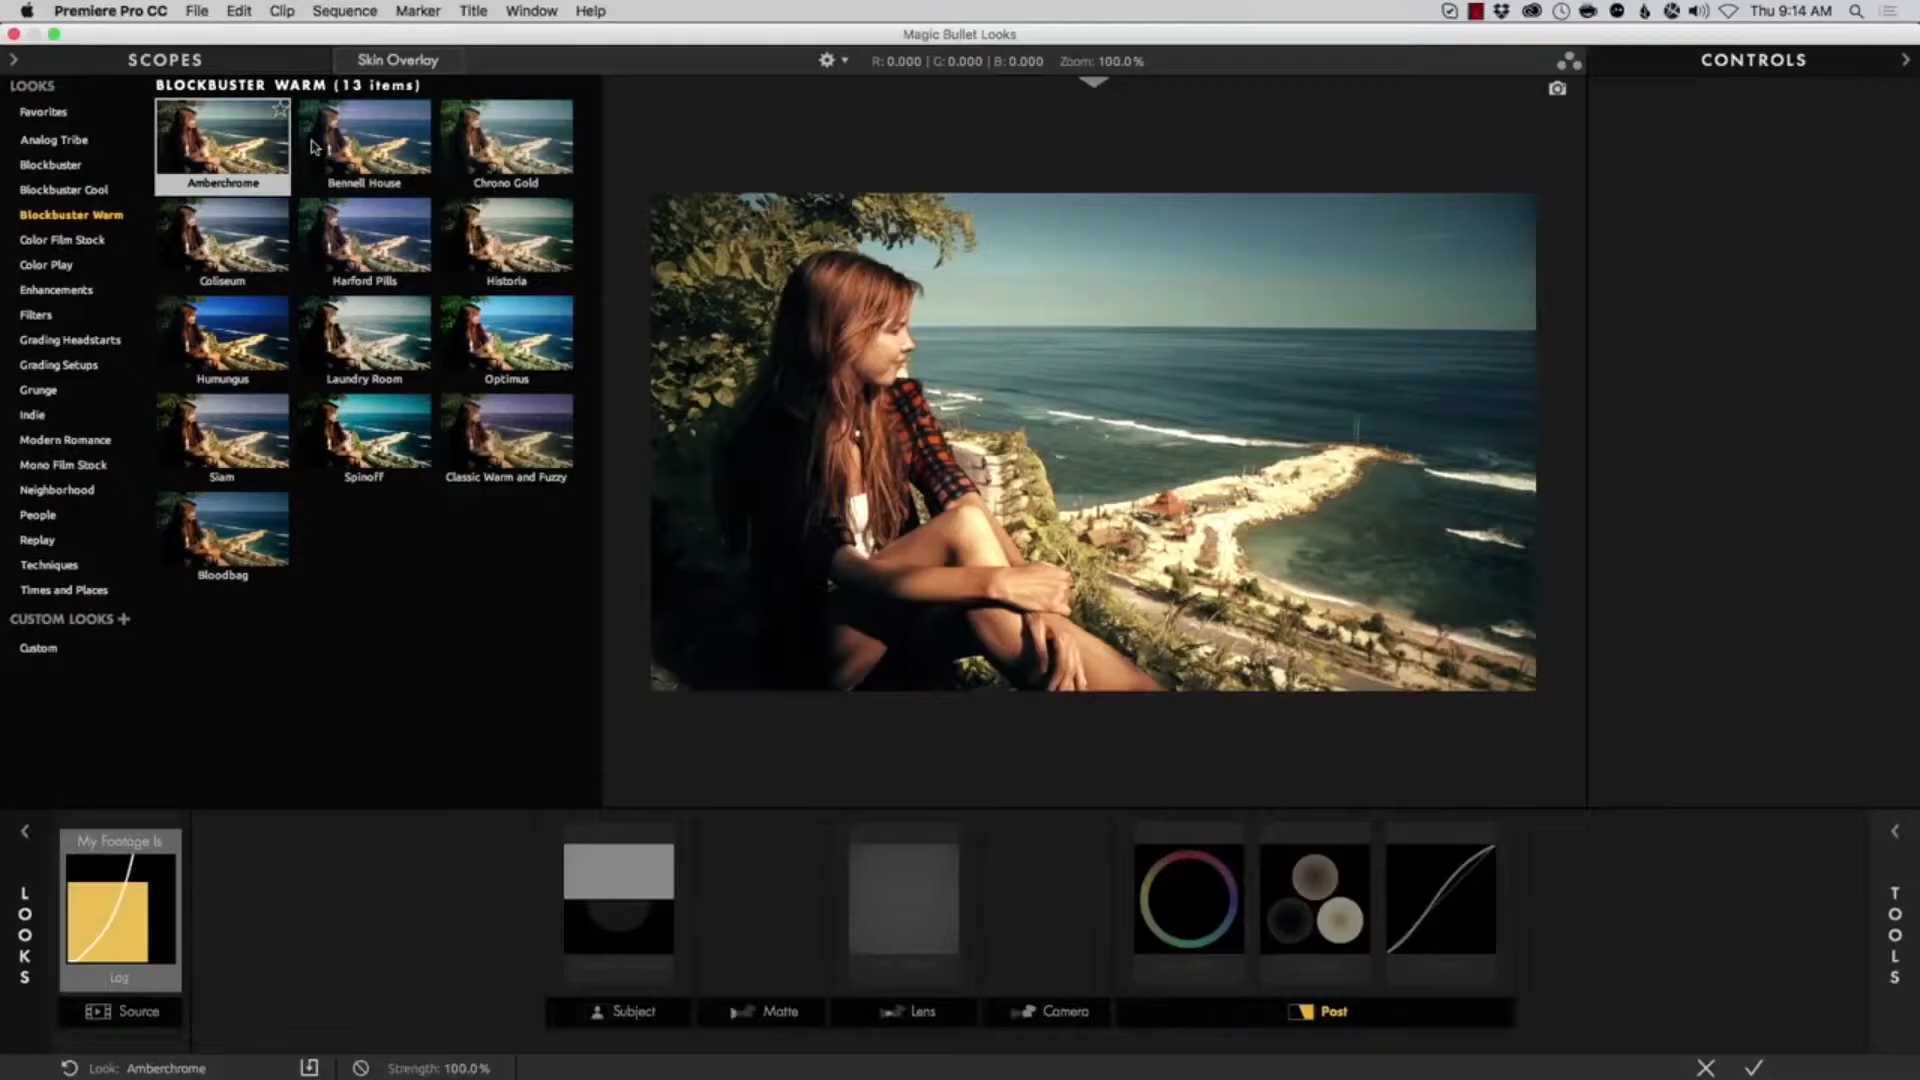 Premiere Pro CC File Edit Clip Sequence Marker Title Window Help Thu 9:14 AM
Magic Bullet Looks
SCOPES Skin Overlay R: 0.000 | G: 0.000 | B: 0.000 Zoom: 100.0% CONTROLS
LOOKS
Favorites
Analog Tribe
Blockbuster
Blockbuster Cool
Blockbuster Warm
Color Film Stock
Color Play
Enhancements
Filters
Grading Headstarts
Grading Setups
Grunge
Indie
Modern Romance
Mono Film Stock
Neighborhood
People
Replay
Techniques
Times and Places
CUSTOM LOOKS +
Custom
BLOCKBUSTER WARM (13 items)
Amberchrome Bennell House Chrono Gold
Coliseum Harford Pills Historia
Humungus Laundry Room Optimus
Siam Spinoff Classic Warm and Fuzzy
Bloodbag
LOOKS
My Footage Is
Log
Source Subject Matte Lens Camera Post
TOOLS
Look: Amberchrome Strength: 100.0%